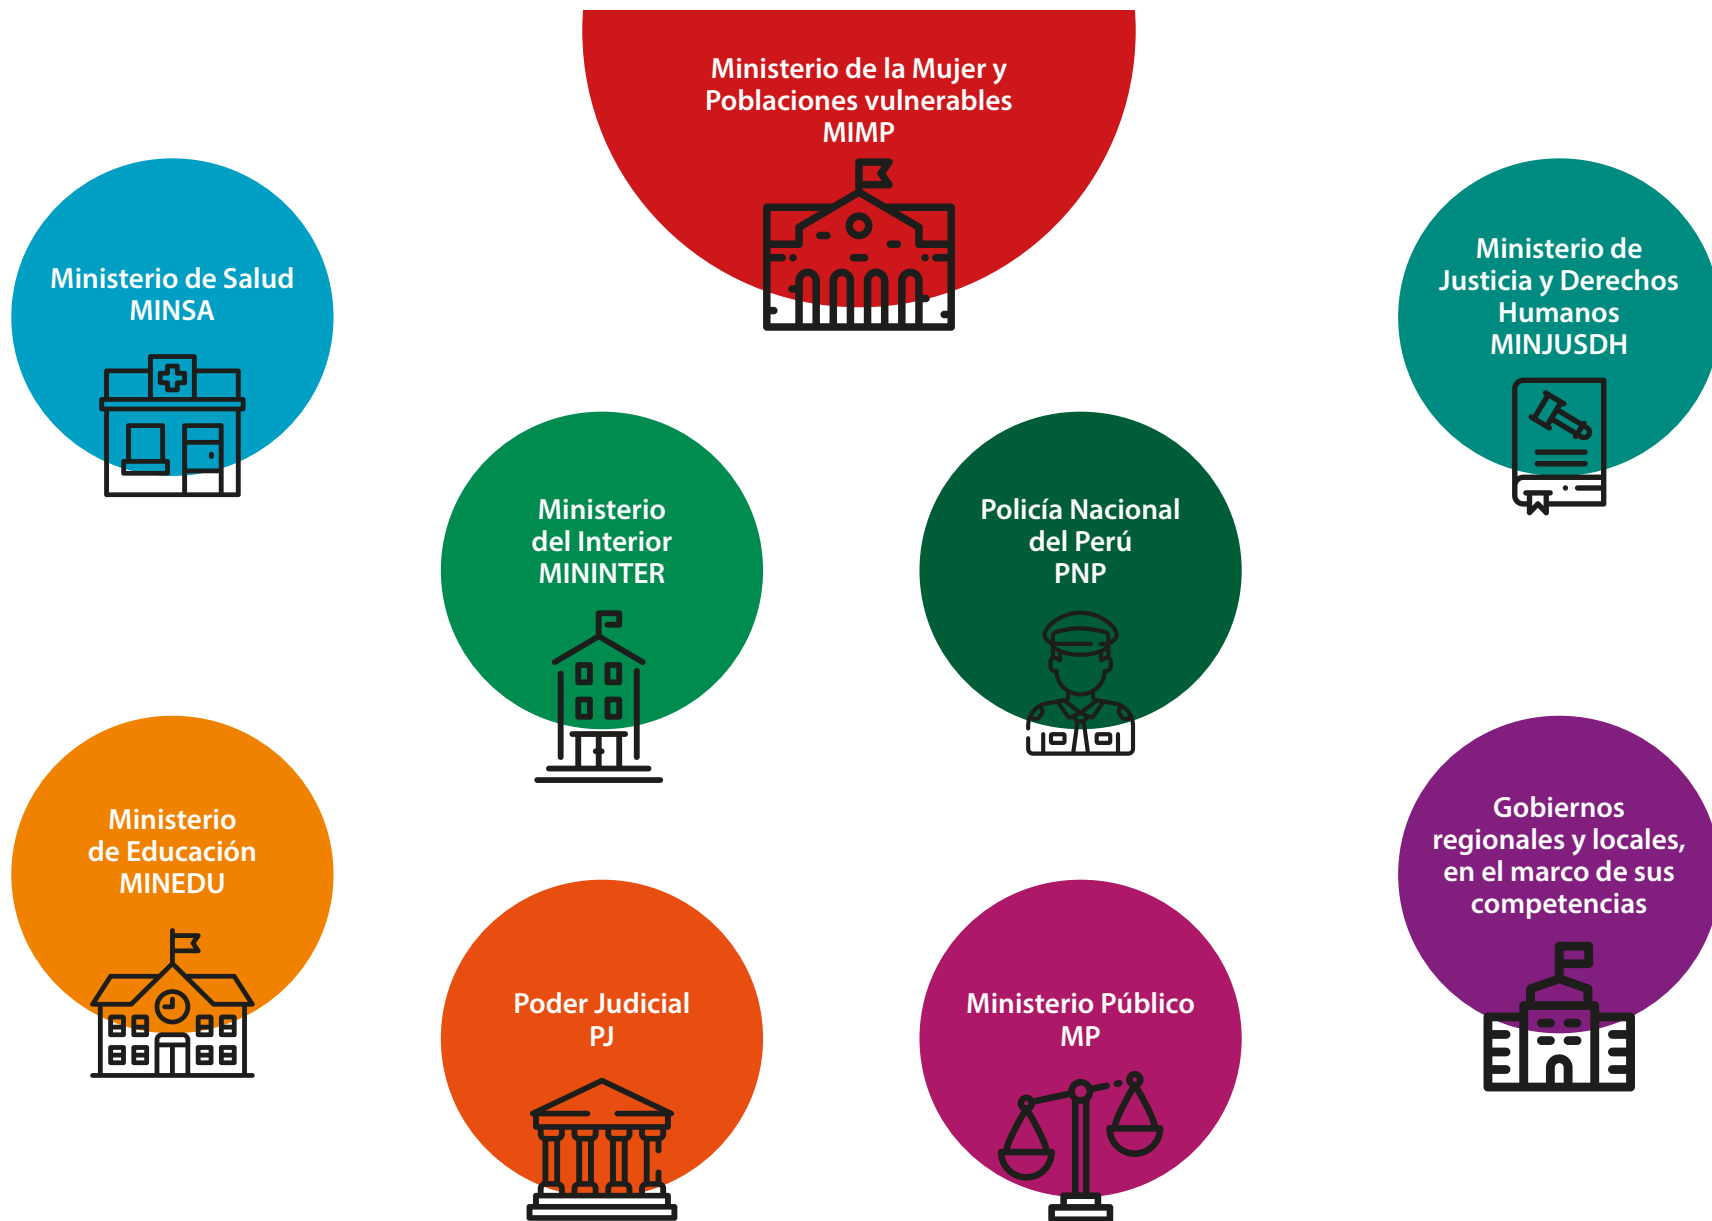 Ministerio de la Mujer y
Poblaciones vulnerables
MIMP
Ministerio de Salud
MINSA
Ministerio de
Justicia y Derechos
Humanos
MINJUSDH
Ministerio
del Interior
MININTER
Policía Nacional
del Perú
PNP
Ministerio
de Educación
MINEDU
Gobiernos
regionales y locales,
en el marco de sus
competencias
Poder Judicial
PJ
Ministerio Público
MP